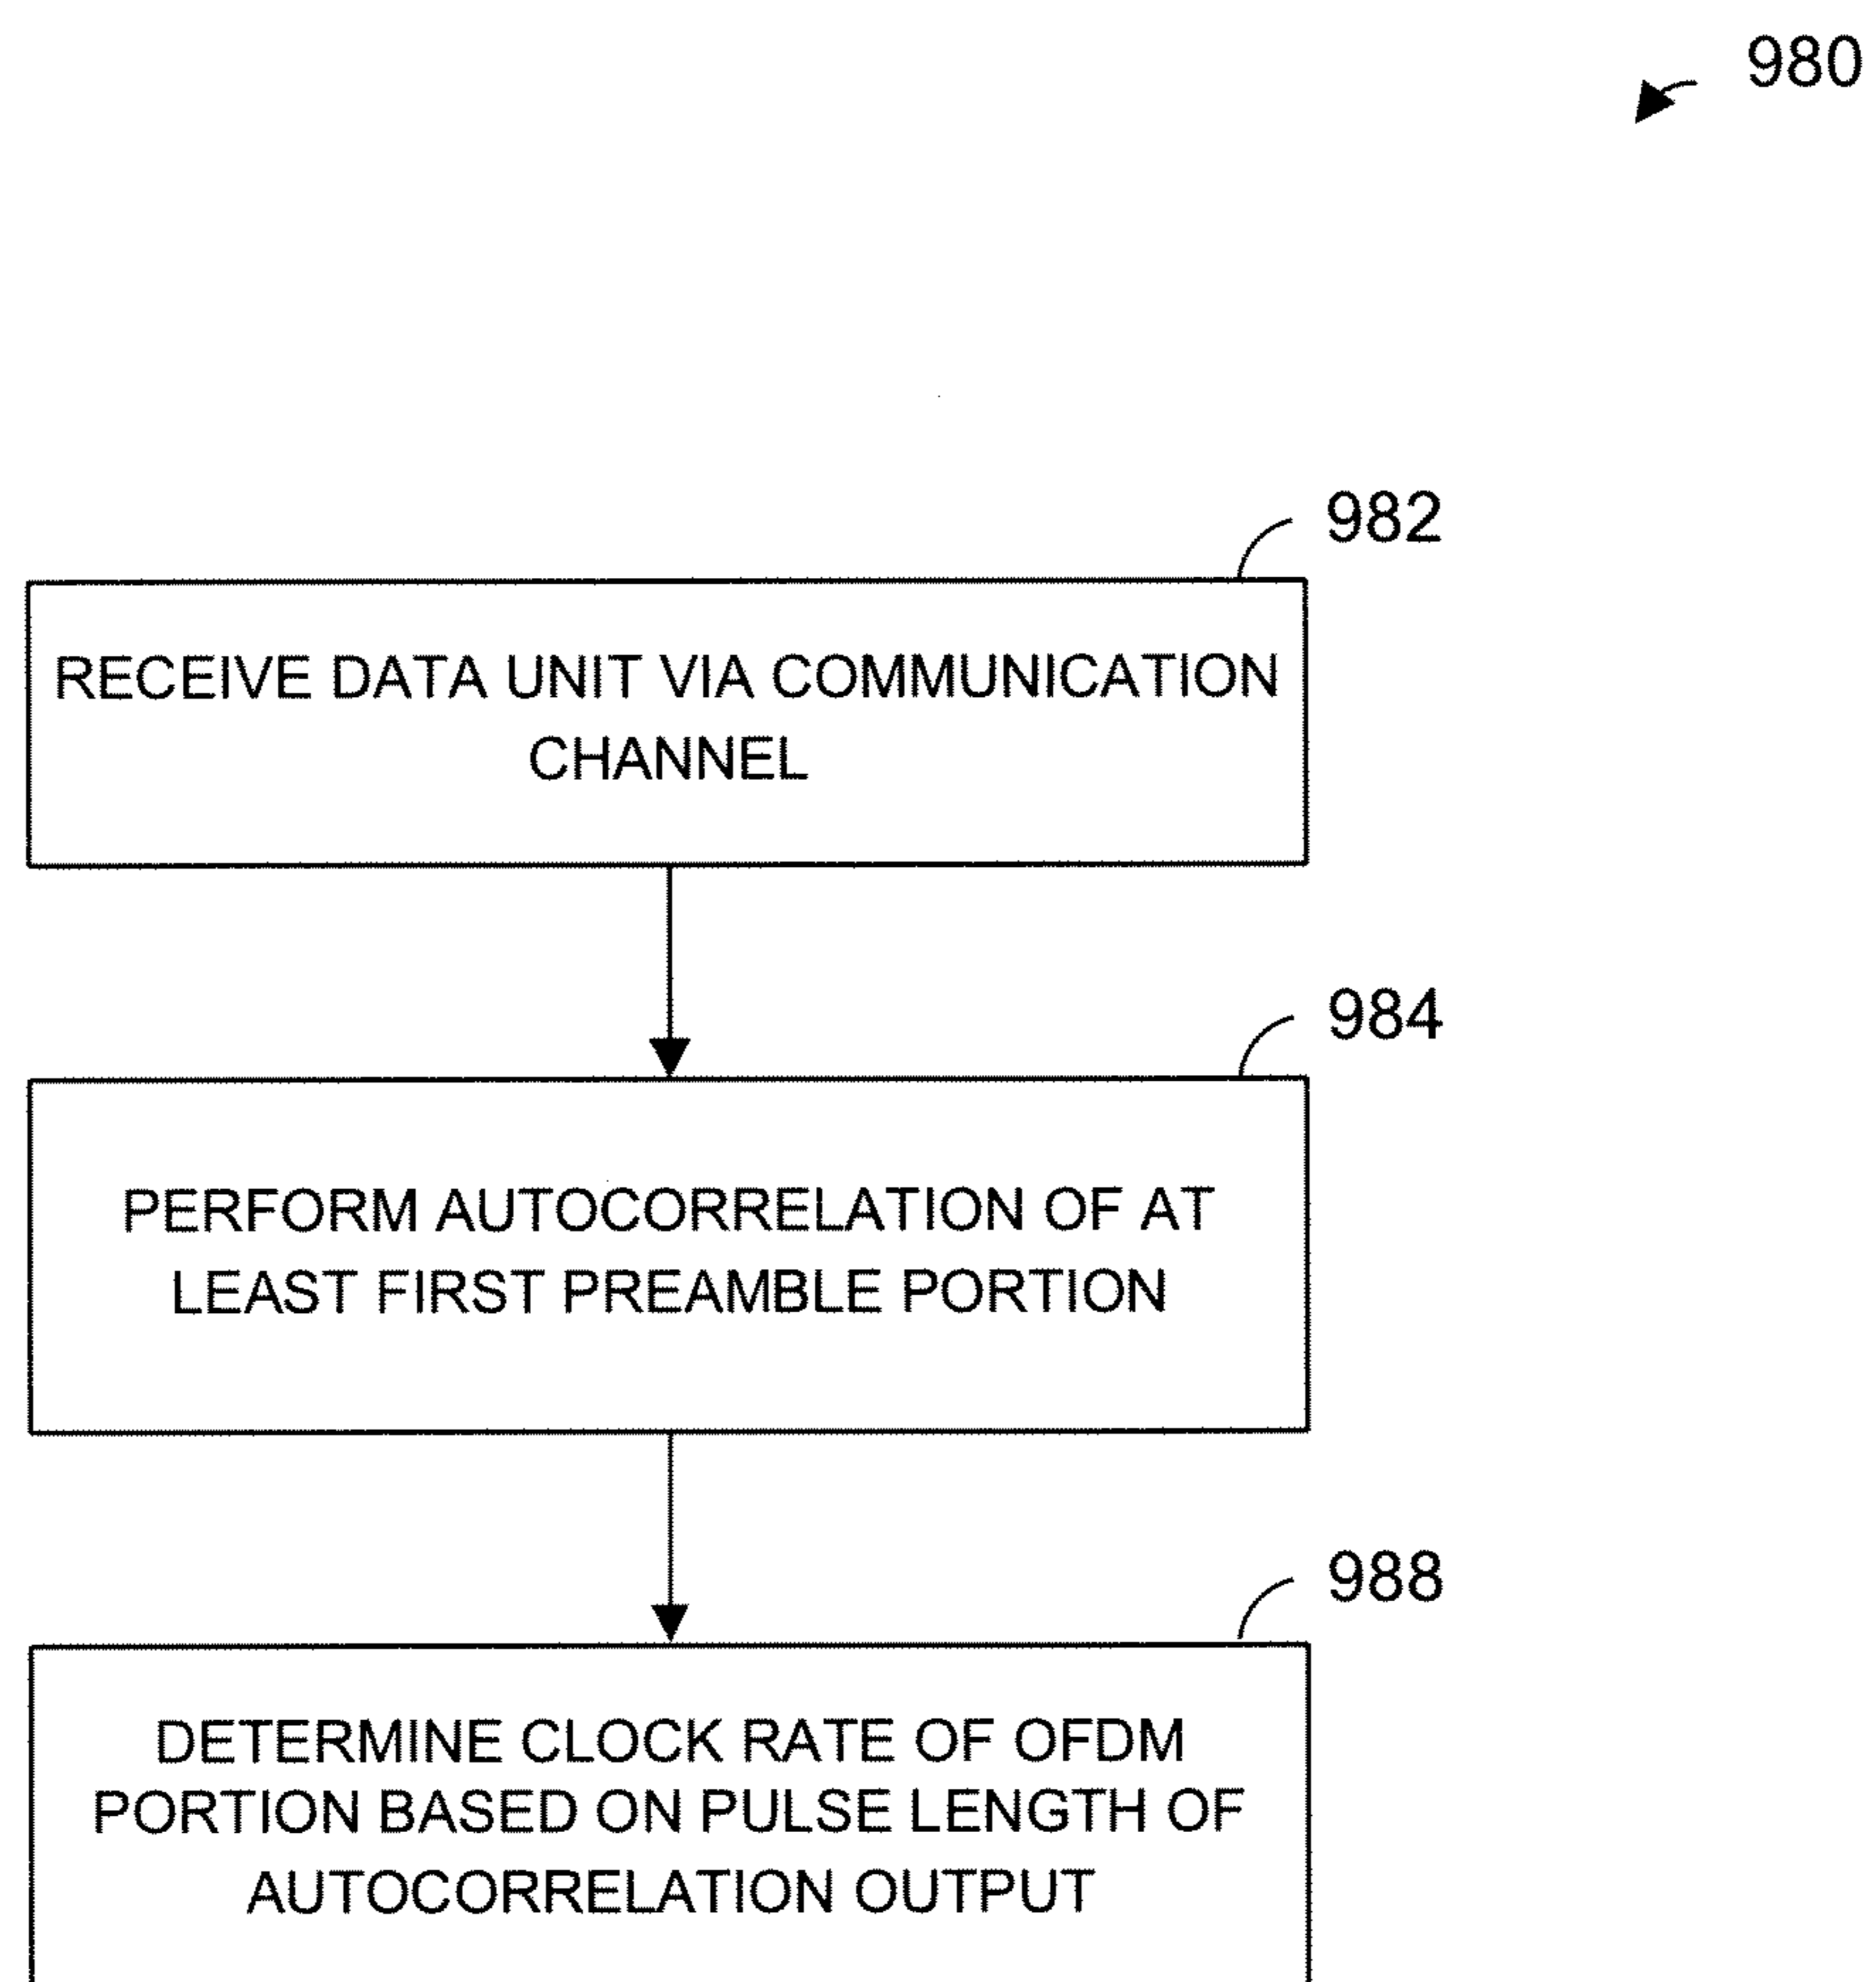 980
982
RECEIVE DATA UNIT VIA COMMUNICATION
CHANNEL
984
PERFORM AUTOCORRELATION OF AT
LEAST FIRST PREAMBLE PORTION
988
DETERMINE CLOCK RATE OF OFDM
PORTION BASED ON PULSE LENGTH OF
AUTOCORRELATION OUTPUT